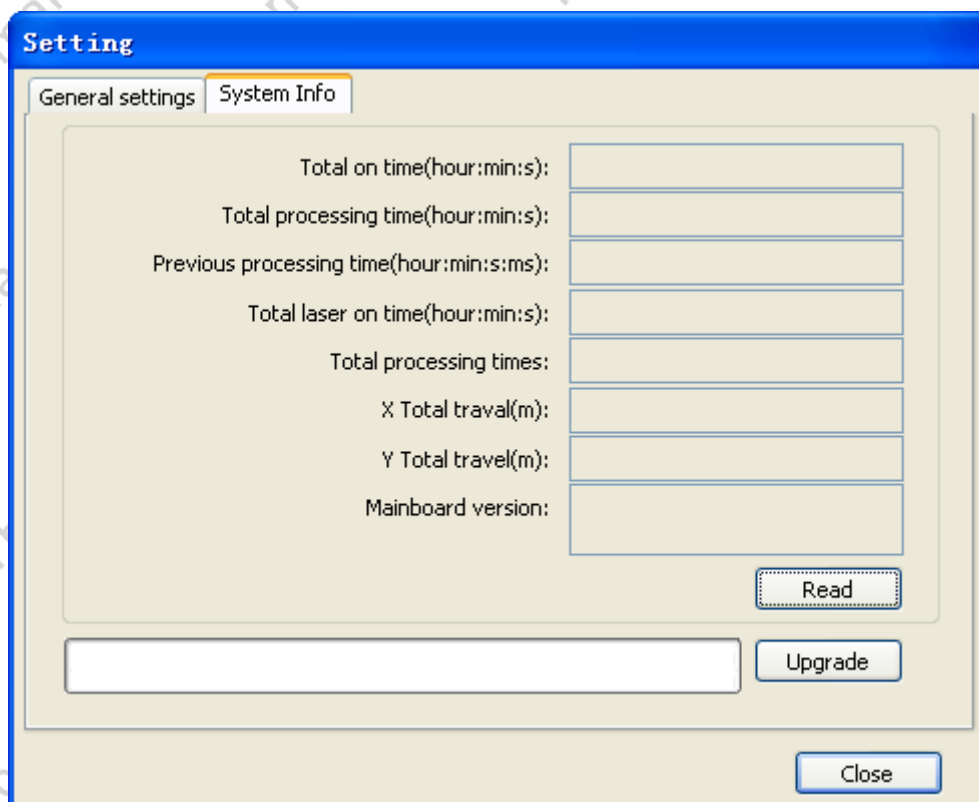 Setting
General settings System Info
Total on time(hour:min:s):
Total processing time(hour:min:s):
Previous processing time(hour:min:s:ms):
Total laser on time(hour:min:s):
Total processing times:
X Total traval(m):
Y Total travel(m):
Mainboard version:
Read
Upgrade
Close